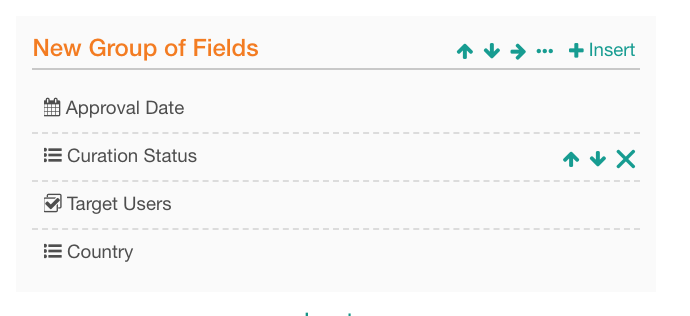 New Group of Fields
Insert
Approval Date
Curation Status
Target Users
Country